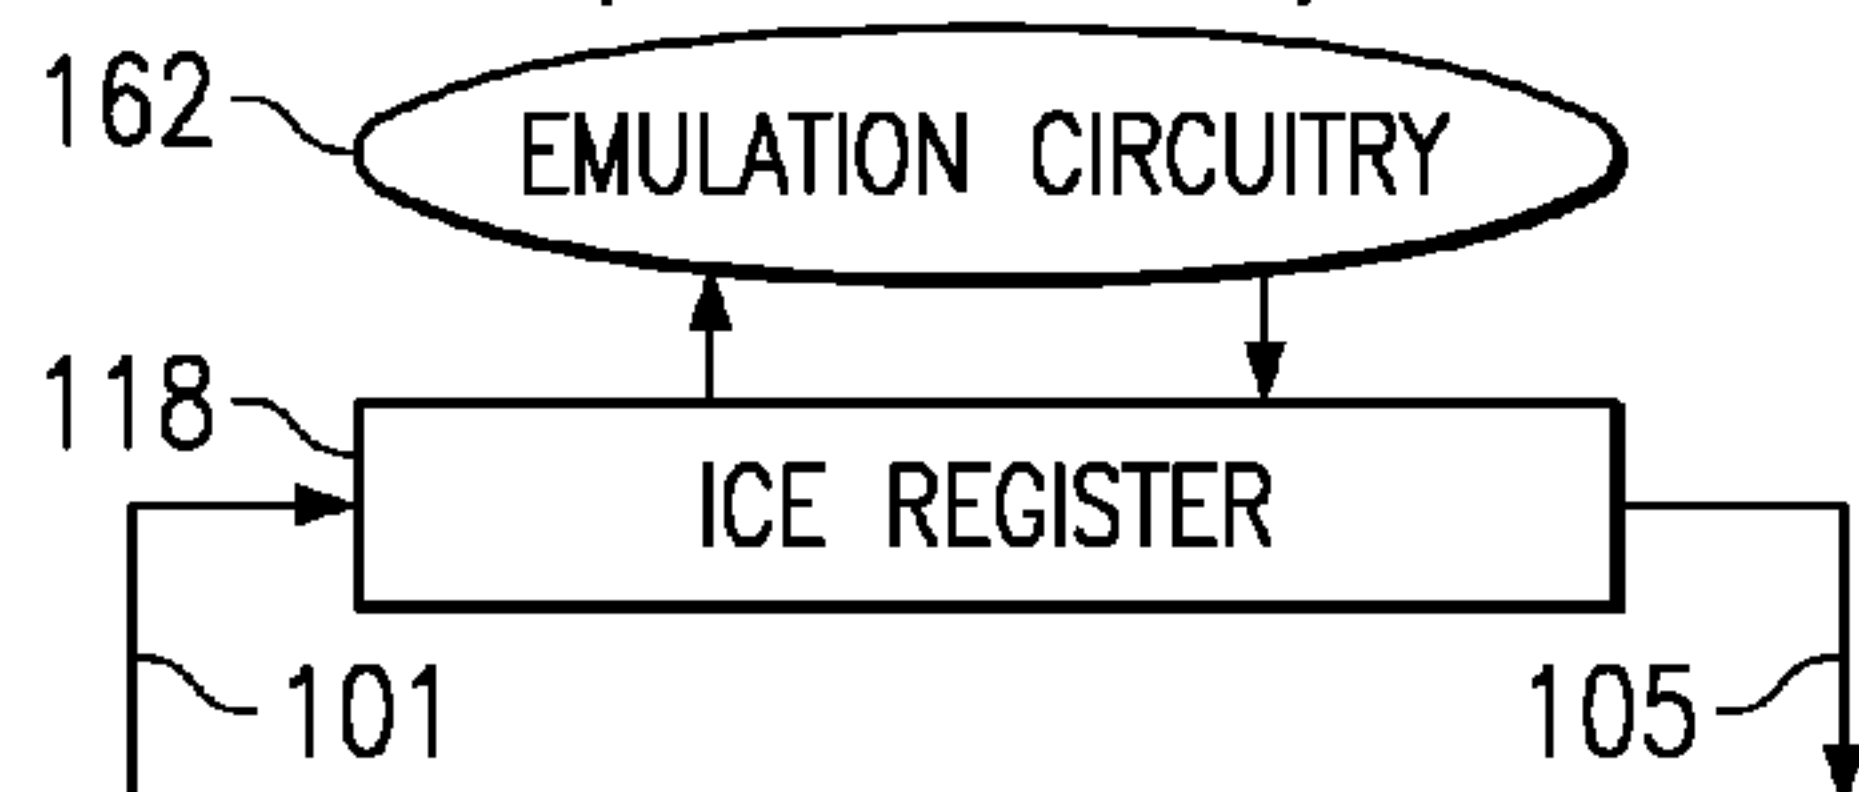 162
EMULATION CIRCUITRY
118
ICE REGISTER
101
105